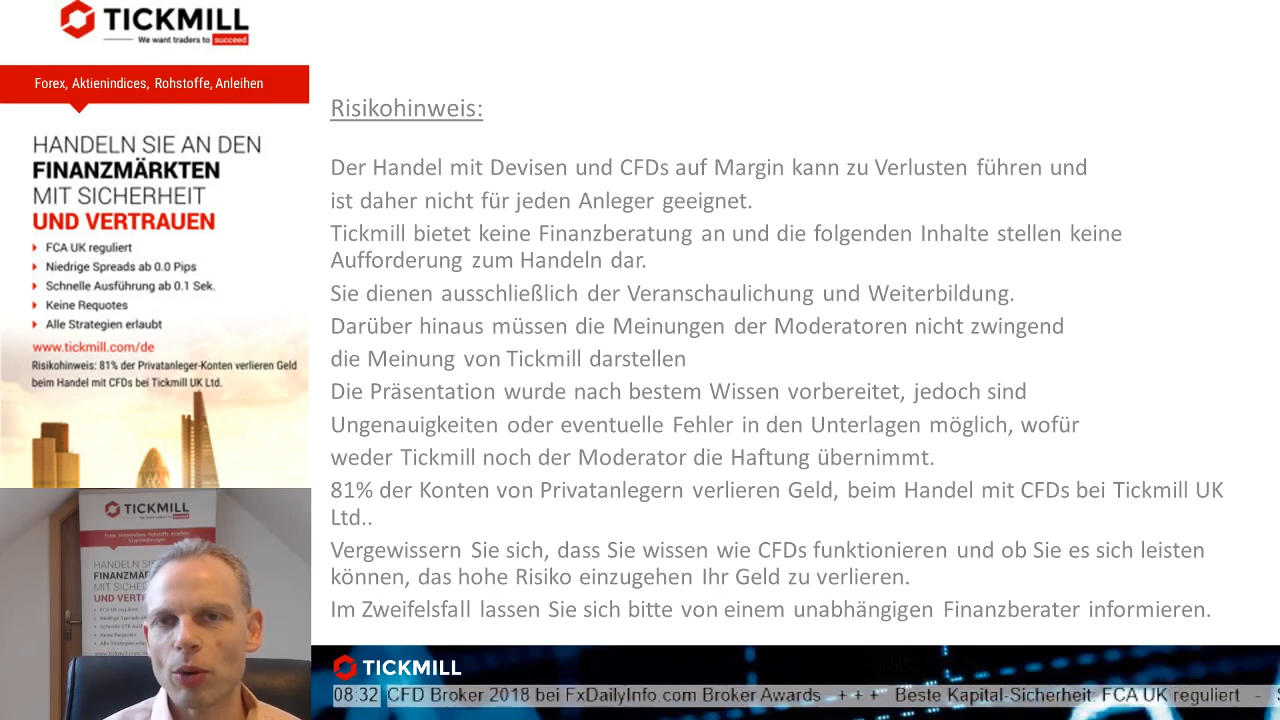 TICKMILL
We want traders to succeed
Forex, Aktienindices, Rohstoffe, Anleihen
HANDELN SIE AN DEN
FINANZMÄRKTEN
MIT SICHERHEIT
UND VERTRAUEN
FCA UK reguliert
Niedrige Spreads ab 0.0 Pips
Schnelle Ausführung ab 0.1 Sek.
Keine Requotes
Alle Strategien erlaubt
www.tickmill.com/de
Risikohinweis: 81% der Privatanleger-Konten verlieren Geld
beim Handel mit CFDs bei Tickmill UK Ltd.
Risikohinweis:
Der Handel mit Devisen und CFDs auf Margin kann zu Verlusten führen und
ist daher nicht für jeden Anleger geeignet.
Tickmill bietet keine Finanzberatung an und die folgenden Inhalte stellen keine
Aufforderung zum Handeln dar.
Sie dienen ausschließlich der Veranschaulichung und Weiterbildung.
Darüber hinaus müssen die Meinungen der Moderatoren nicht zwingend
die Meinung von Tickmill darstellen
Die Präsentation wurde nach bestem Wissen vorbereitet, jedoch sind
Ungenauigkeiten oder eventuelle Fehler in den Unterlagen möglich, wofür
weder Tickmill noch der Moderator die Haftung übernimmt.
81% der Konten von Privatanlegern verlieren Geld, beim Handel mit CFDs bei Tickmill UK
Ltd..
Vergewissern Sie sich, dass Sie wissen wie CFDs funktionieren und ob Sie es sich leisten
können, das hohe Risiko einzugehen Ihr Geld zu verlieren.
Im Zweifelsfall lassen Sie sich bitte von einem unabhängigen Finanzberater informieren.
TICKMILL
HANDELN SIE
FINANZMÄ
MIT SICHE
UND VERT
FCA UK reguliert
TICKMILL
08:32 CFD Broker 2018 bei FxDailyInfo.com Broker Awards + + + Beste Kapital-Sicherheit: FCA UK reguliert -